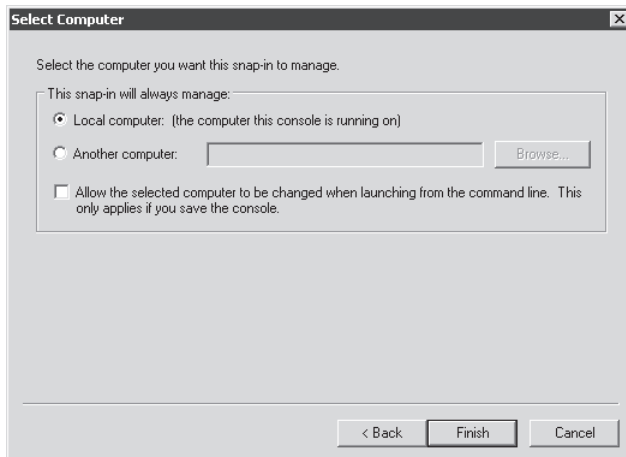 Select Computer
Select the computer you want this snap-in to manage.
This snap-in will always manage:
Local computer: (the computer this console is running on)
Another computer:
Browse...
Allow the selected computer to be changed when launching from the command line. This
only applies if you save the console.
< Back
Finish
Cancel